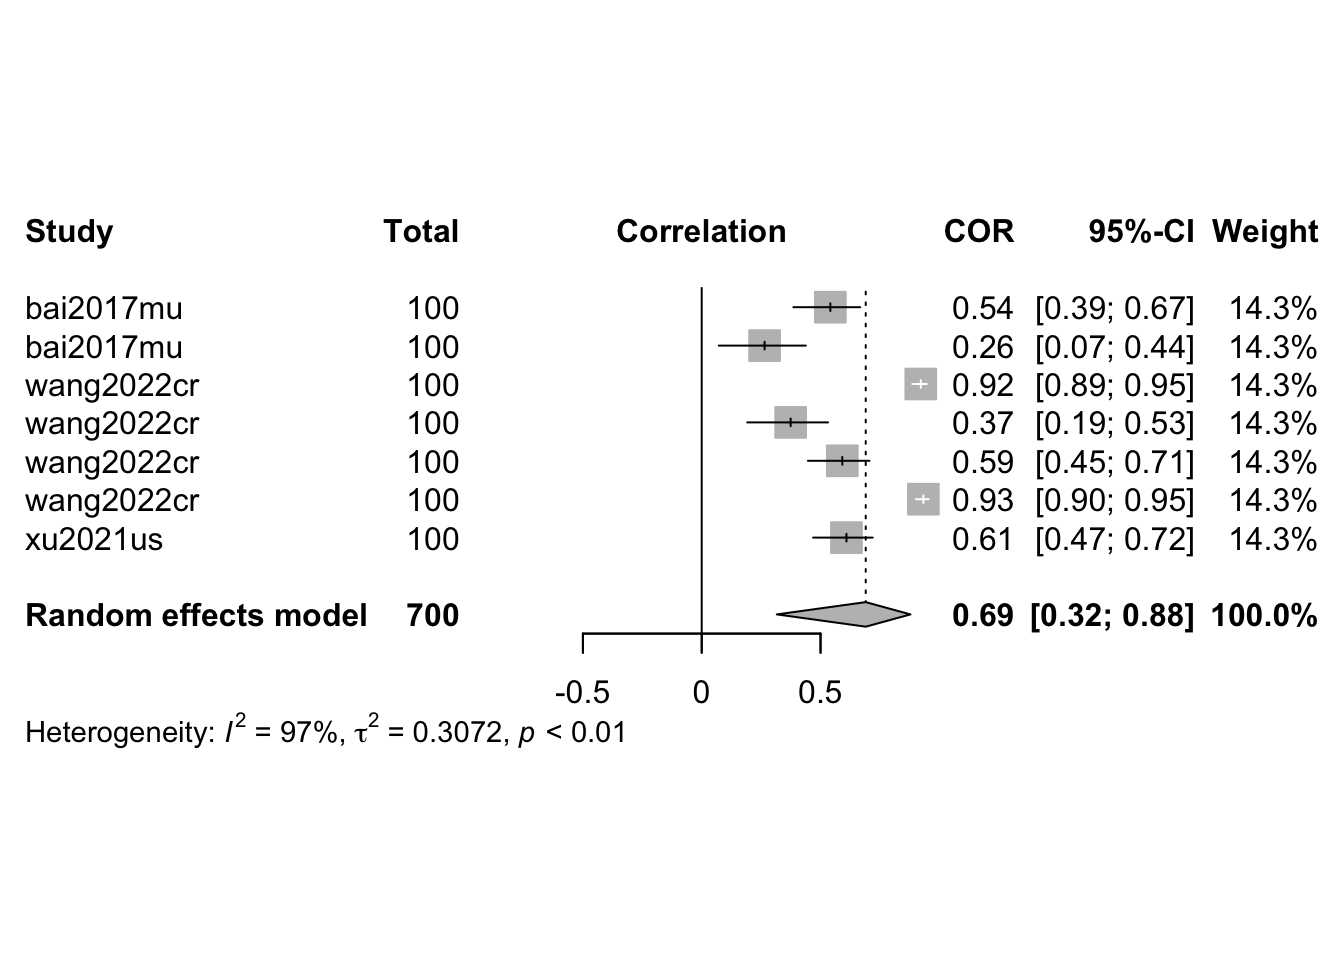 Study Total Correlation COR 95%-CI Weight
bai2017mu 100 0.54 [0.39; 0.67] 14.3%
bai2017mu 100 0.26 [0.07; 0.44] 14.3%
wang2022cr 100 0.92 [0.89; 0.95] 14.3%
wang2022cr 100 0.37 [0.19; 0.53] 14.3%
wang2022cr 100 0.59 [0.45; 0.71] 14.3%
wang2022cr 100 0.93 [0.90; 0.95] 14.3%
xu2021us 100 0.61 [0.47; 0.72] 14.3%
Random effects model 700 0.69 [0.32; 0.88] 100.0%
-0.5 0 0.5
Heterogeneity: I² = 97%, τ² = 0.3072, p < 0.01